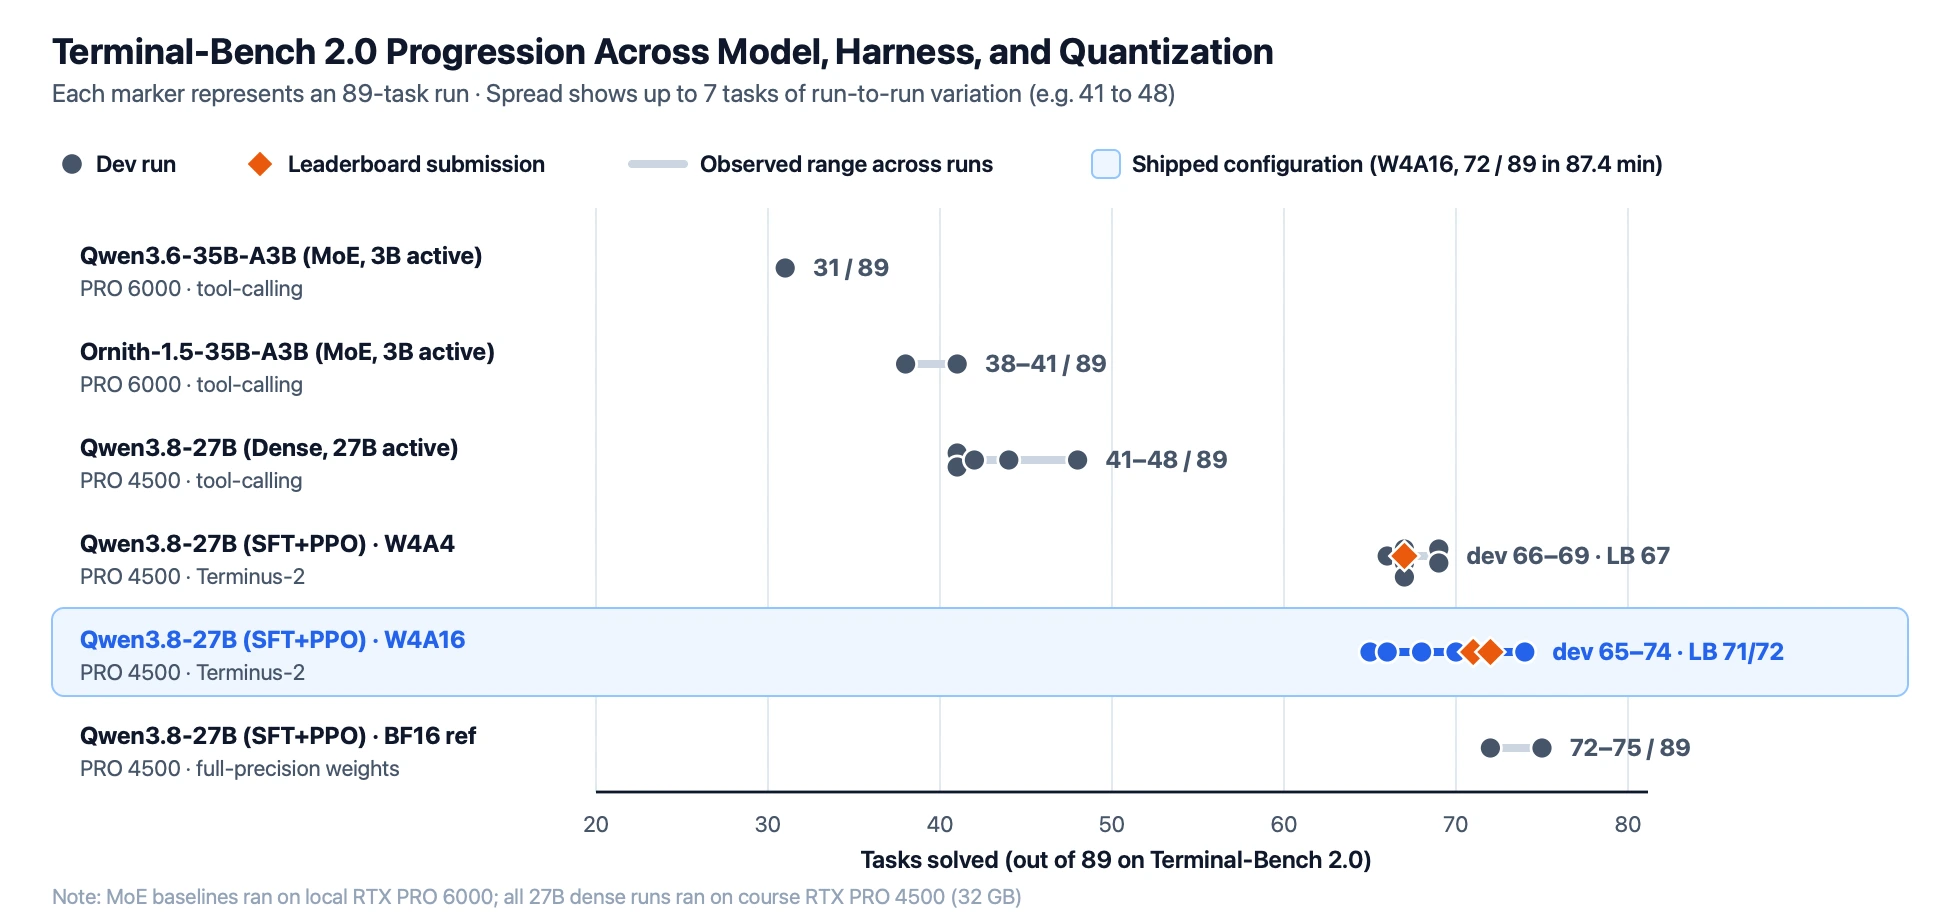 Terminal-Bench 2.0 Progression Across Model, Harness, and Quantization
Each marker represents an 89-task run · Spread shows up to 7 tasks of run-to-run variation (e.g. 41 to 48)
Dev run
Leaderboard submission
Observed range across runs
Shipped configuration (W4A16, 72 / 89 in 87.4 min)
Qwen3.6-35B-A3B (MoE, 3B active)
PRO 6000 · tool-calling
31 / 89
Ornith-1.5-35B-A3B (MoE, 3B active)
PRO 6000 · tool-calling
38–41 / 89
Qwen3.8-27B (Dense, 27B active)
PRO 4500 · tool-calling
41–48 / 89
Qwen3.8-27B (SFT+PPO) · W4A4
PRO 4500 · Terminus-2
dev 66–69 · LB 67
Qwen3.8-27B (SFT+PPO) · W4A16
PRO 4500 · Terminus-2
dev 65–74 · LB 71/72
Qwen3.8-27B (SFT+PPO) · BF16 ref
PRO 4500 · full-precision weights
72–75 / 89
20 30 40 50 60 70 80
Tasks solved (out of 89 on Terminal-Bench 2.0)
Note: MoE baselines ran on local RTX PRO 6000; all 27B dense runs ran on course RTX PRO 4500 (32 GB)